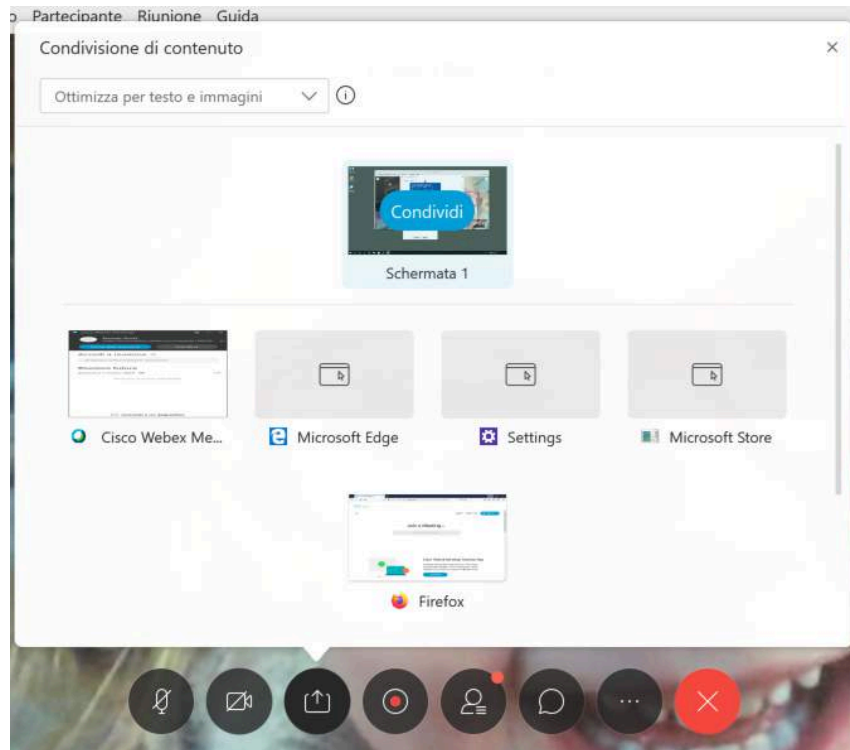 Partecipante Riunione Guida
Condivisione di contenuto
Ottimizza per testo e immagini
Condividi
Schermata 1
Cisco Webex Me...
Microsoft Edge
Settings
Microsoft Store
Firefox